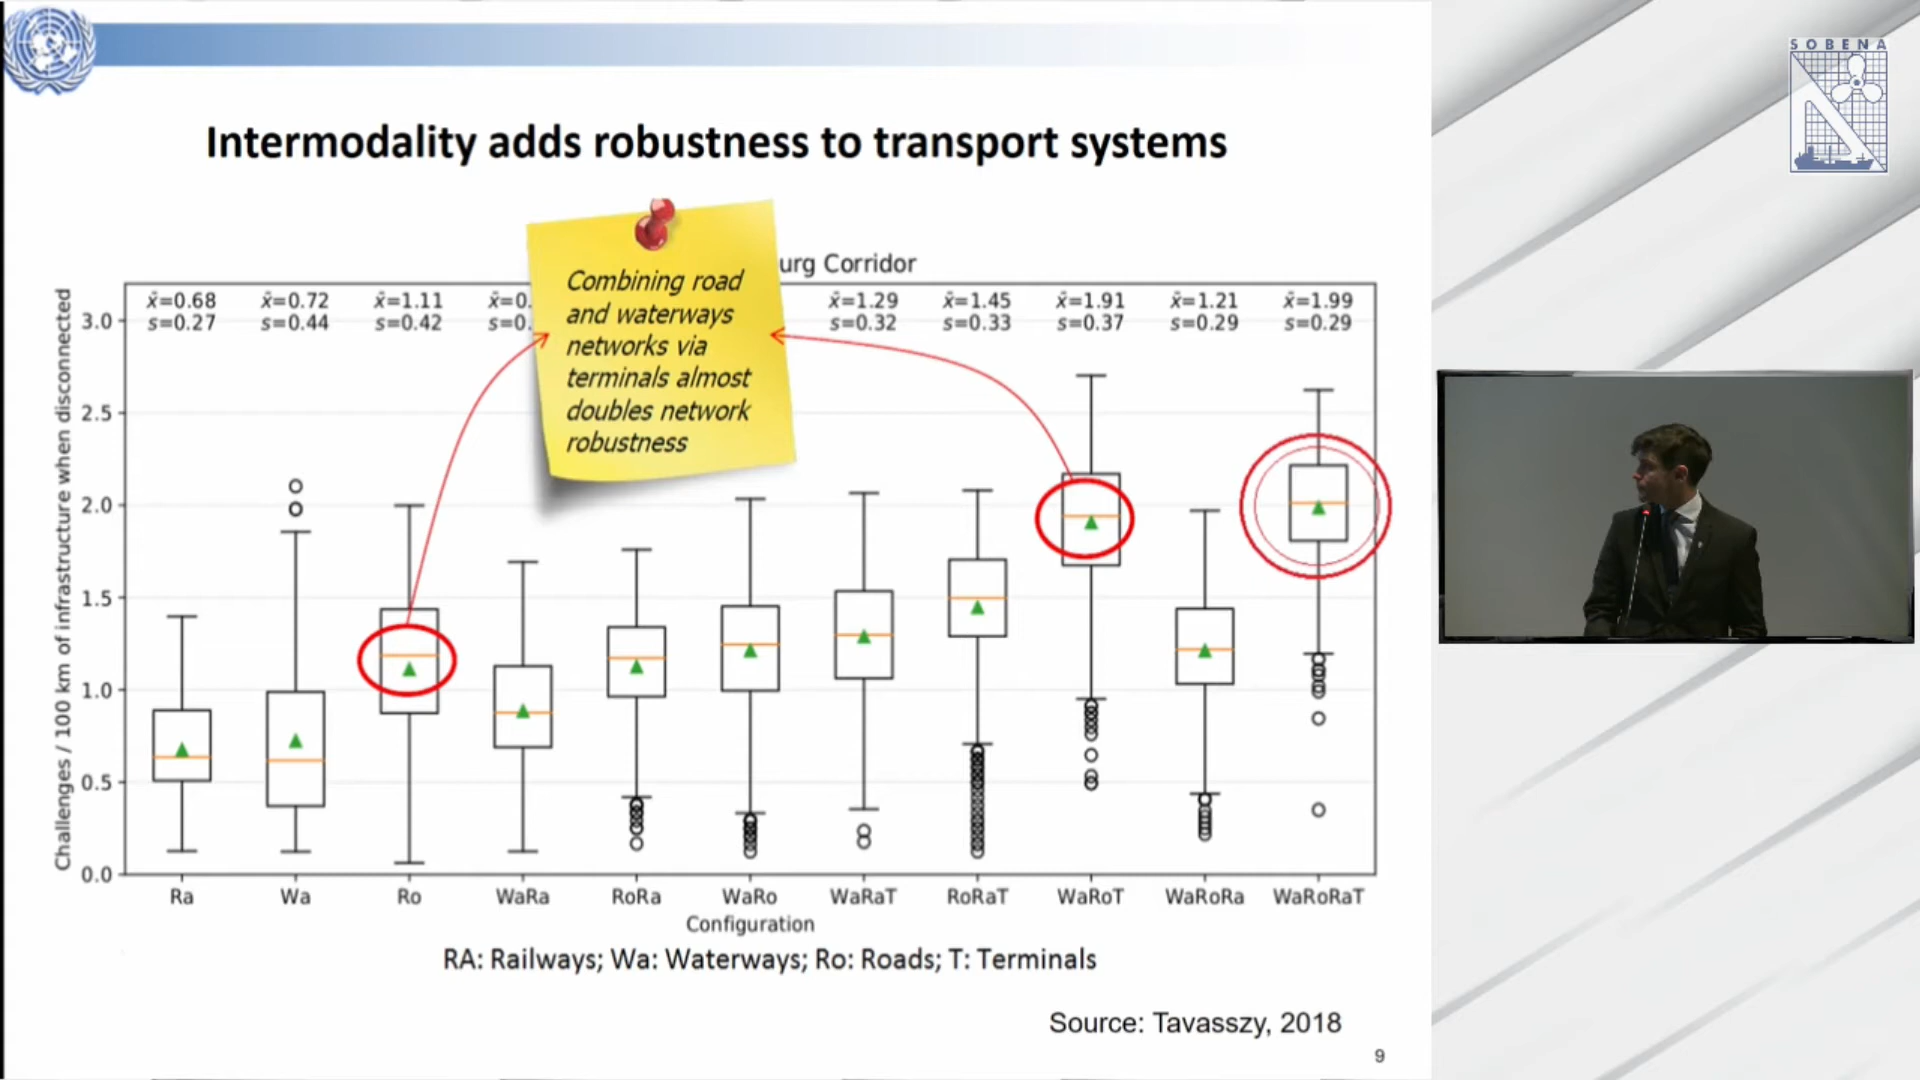 SOBENA
Intermodality adds robustness to transport systems
Combining road
and waterways
networks via
terminals almost
doubles network
robustness
urg Corridor
x̄=0.68 x̄=0.72 x̄=1.11 x̄=0. x̄=1.29 x̄=1.45 x̄=1.91 x̄=1.21 x̄=1.99
s=0.27 s=0.44 s=0.42 s=0. s=0.32 s=0.33 s=0.37 s=0.29 s=0.29
Challenges / 100 km of infrastructure when disconnected
3.0
2.5
2.0
1.5
1.0
0.5
0.0
Ra Wa Ro WaRa RoRa WaRo WaRaT RoRaT WaRoT WaRoRa WaRoRaT
Configuration
RA: Railways; Wa: Waterways; Ro: Roads; T: Terminals
Source: Tavasszy, 2018
9